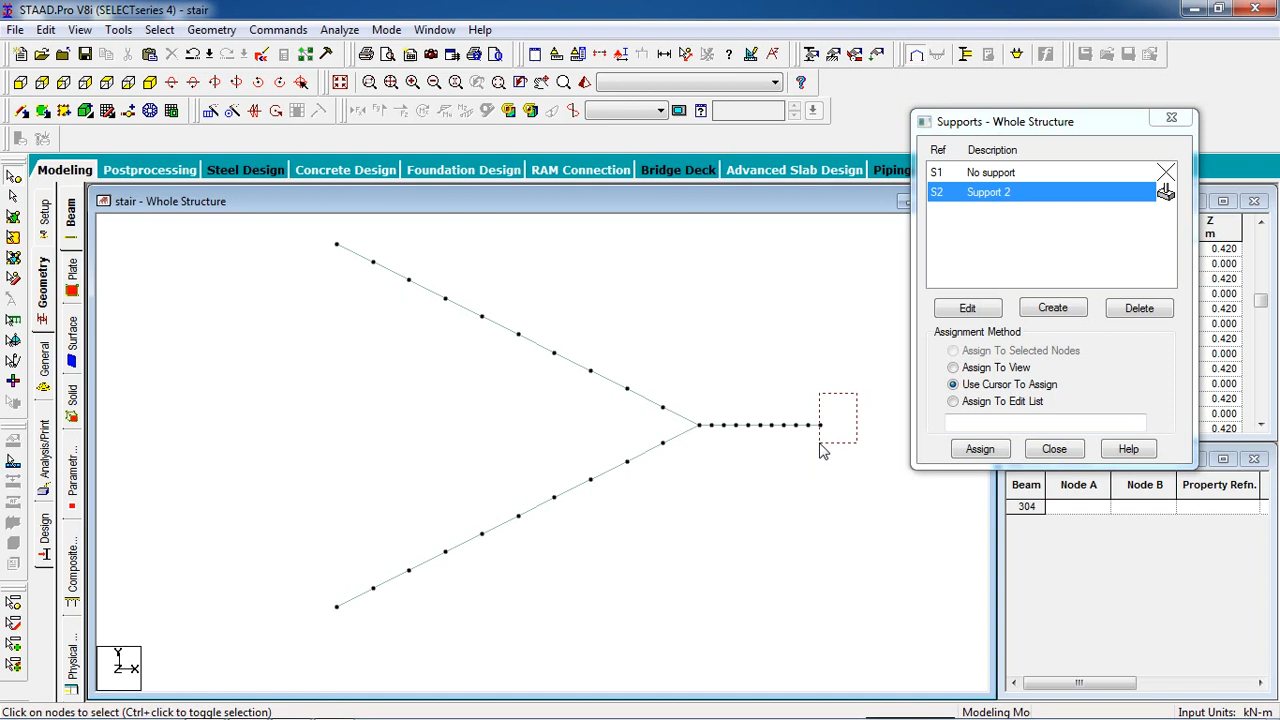 STAAD.Pro V8i (SELECTseries 4) - stair
File Edit View Tools Select Geometry Commands Analyze Mode Window Help
Modeling Postprocessing Steel Design Concrete Design Foundation Design RAM Connection Bridge Deck Advanced Slab Design Piping
stair - Whole Structure
Setup
Geometry
General
Analysis/Print
Design
Beam
Plate
Surface
Solid
Parametr...
Composite...
Physical ...
Supports - Whole Structure
Ref Description
S1 No support
S2 Support 2
Edit Create Delete
Assignment Method
Assign To Selected Nodes
Assign To View
Use Cursor To Assign
Assign To Edit List
Assign Close Help
Z
m
0.420
0.000
0.420
0.000
0.420
0.000
0.420
0.000
0.420
0.000
0.420
0.000
0.420
Beam Node A Node B Property Refn.
304
Y
Z X
Click on nodes to select (Ctrl+click to toggle selection) Modeling Mo Input Units: kN-m